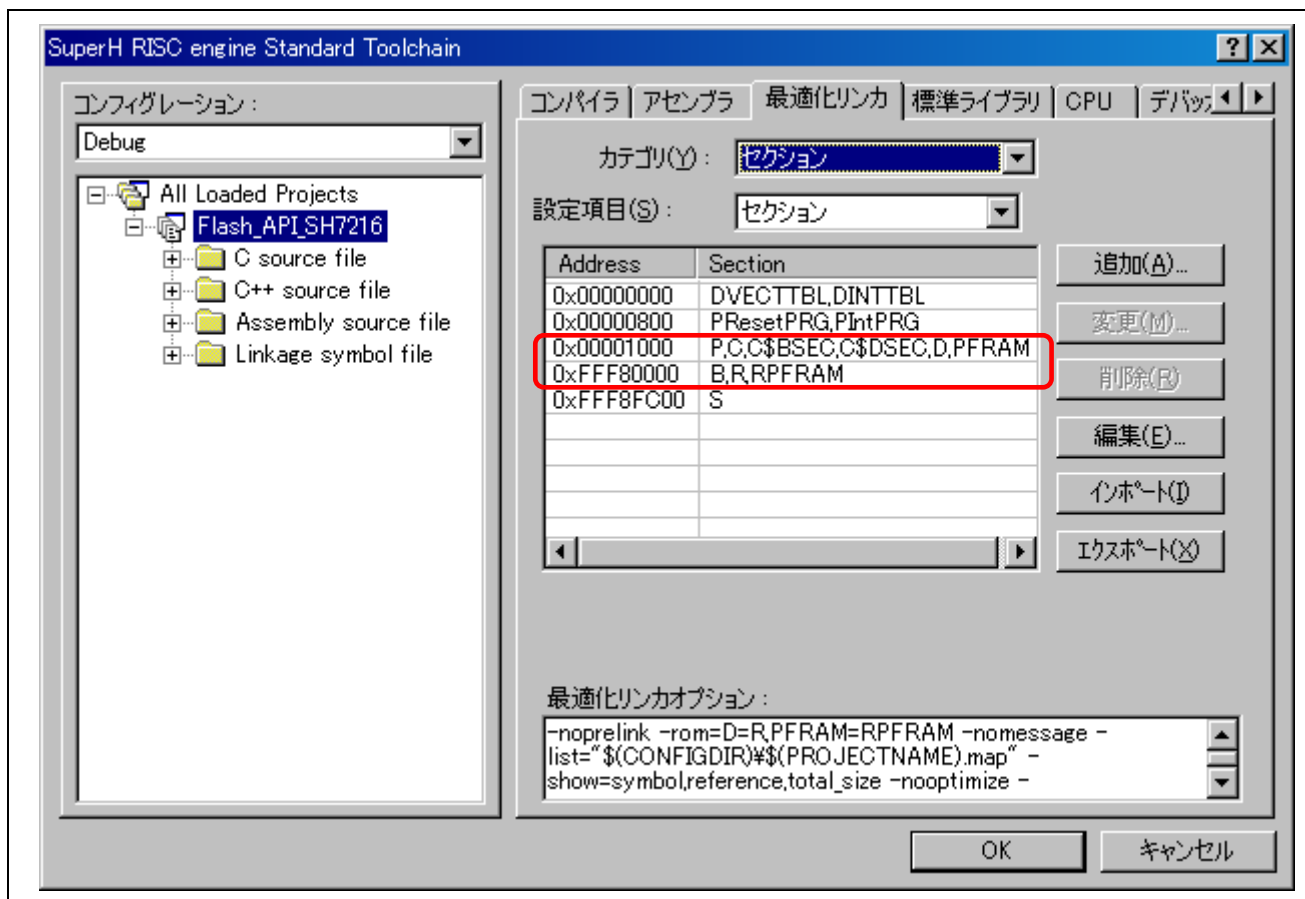 SuperH RISC engine Standard Toolchain
コンフィグレーション :
Debug
All Loaded Projects
Flash_API_SH7216
C source file
C++ source file
Assembly source file
Linkage symbol file
コンパイラ アセンブラ 最適化リンカ 標準ライブラリ CPU デバッ
カテゴリ(Y) : セクション
設定項目(S) : セクション
Address Section
0x00000000 DVECTTBL,DINTTBL
0x00000800 PResetPRG,PIntPRG
0x00001000 P,C,C$BSEC,C$DSEC,D,PFRAM
0xFFF80000 B,R,RPFRAM
0xFFF8FC00 S
追加(A)...
変更(M)...
削除(R)
編集(E)...
インポート(I)
エクスポート(X)
最適化リンカオプション :
-noprelink -rom=D=R,PFRAM=RPFRAM -nomessage -
list="$(CONFIGDIR)¥$(PROJECTNAME).map" -
show=symbol,reference,total_size -nooptimize -
OK キャンセル